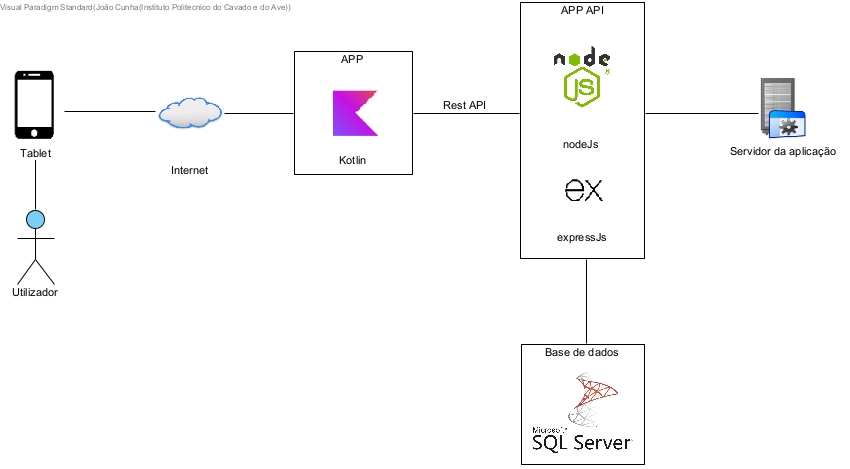 Visual Paradigm Standard(João Cunha(Instituto Politecnico do Cavado e do Ave))
APP API
node
JS
nodeJs
ex
expressJs
APP
Kotlin
Rest API
Tablet
Internet
Utilizador
Servidor da aplicação
Base de dados
Microsoft
SQL Server